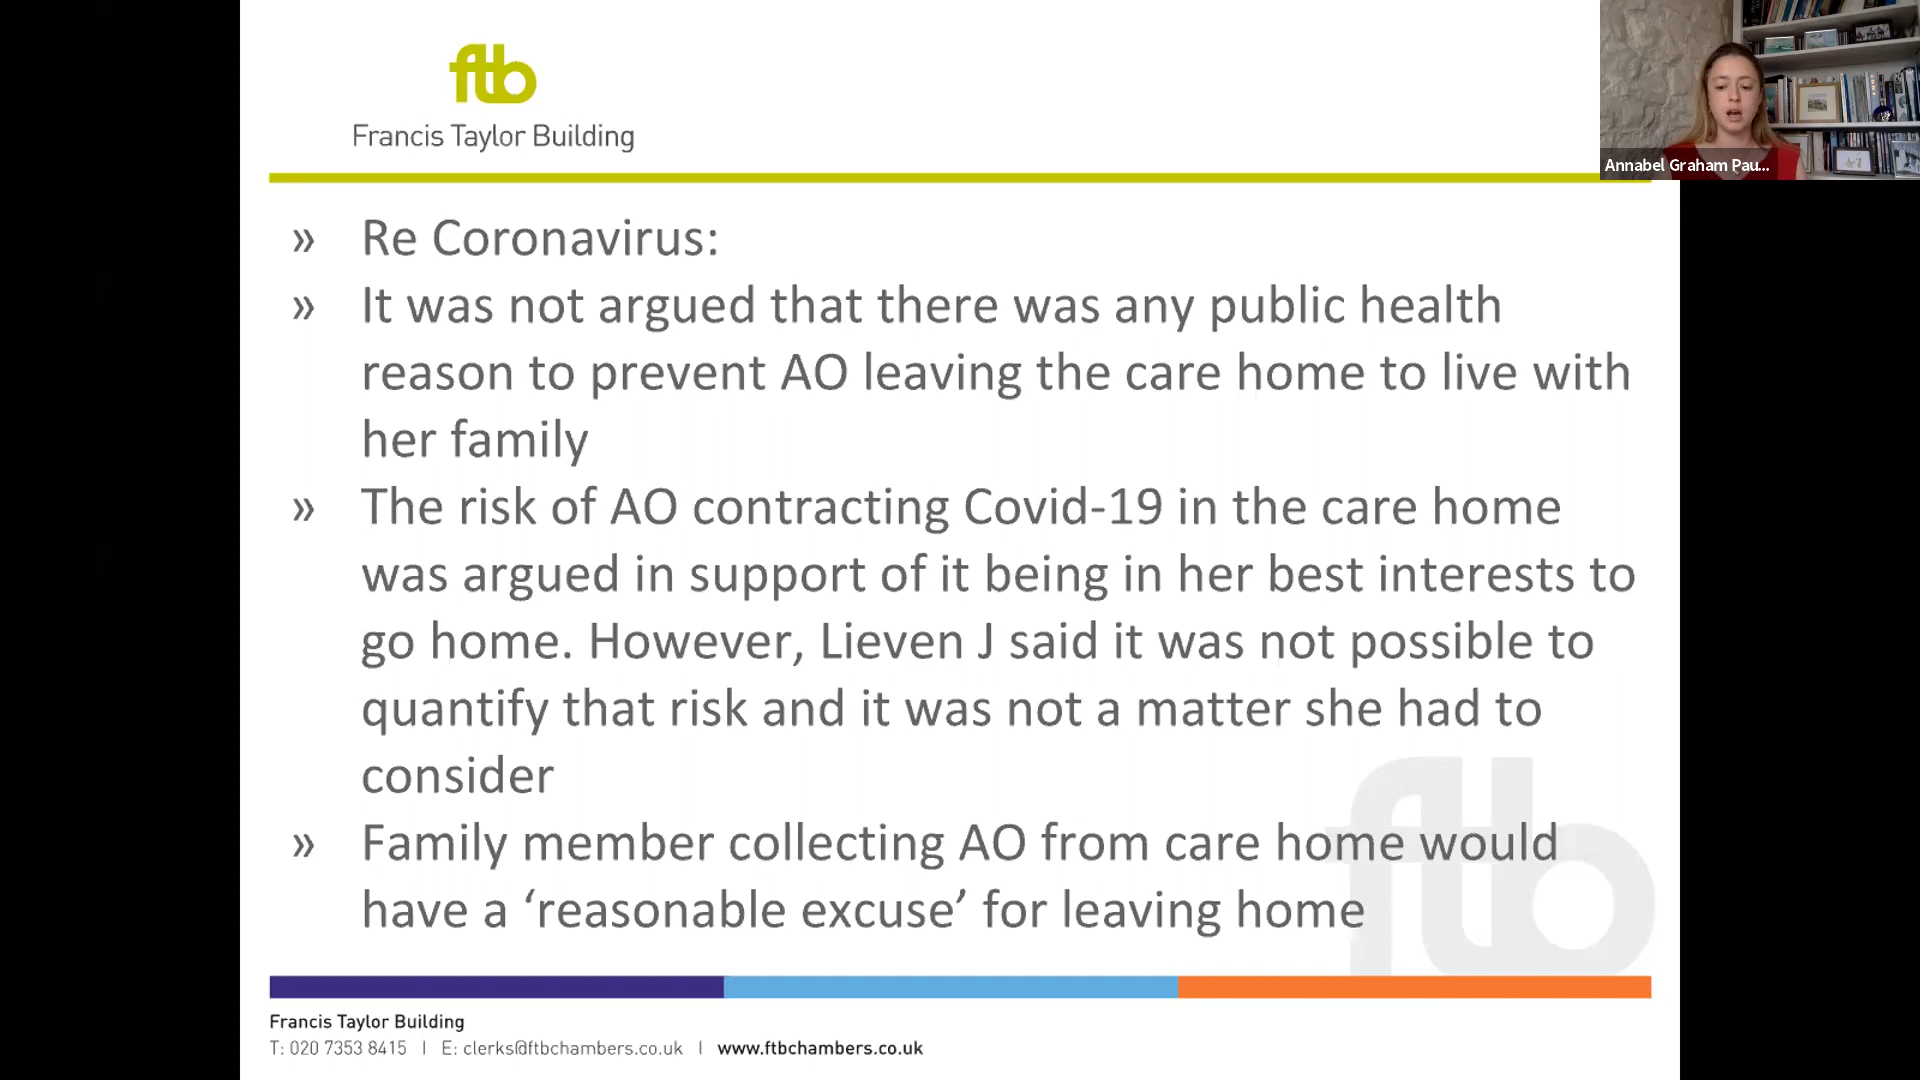 ftb
Francis Taylor Building
Annabel Graham Pau...
» Re Coronavirus:
» It was not argued that there was any public health
reason to prevent AO leaving the care home to live with
her family
» The risk of AO contracting Covid-19 in the care home
was argued in support of it being in her best interests to
go home. However, Lieven J said it was not possible to
quantify that risk and it was not a matter she had to
consider
» Family member collecting AO from care home would
have a ‘reasonable excuse’ for leaving home
ftb
Francis Taylor Building
T: 020 7353 8415 | E: clerks@ftbchambers.co.uk | www.ftbchambers.co.uk